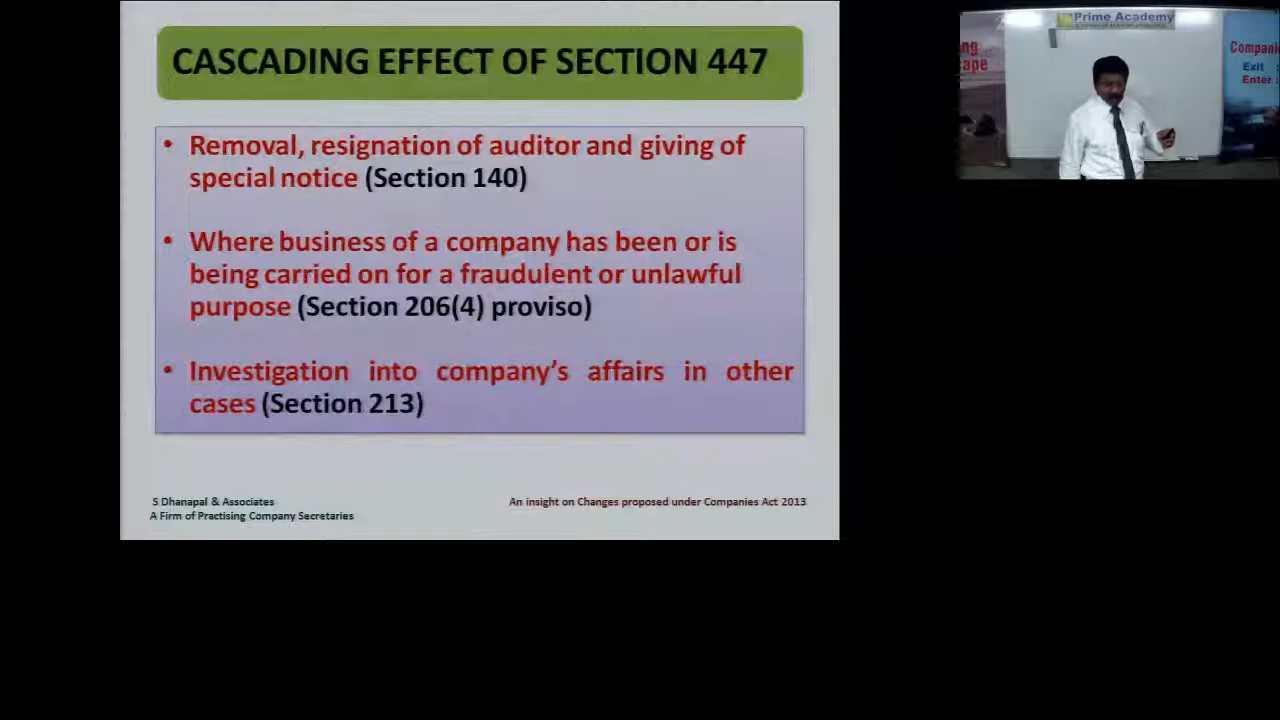 CASCADING EFFECT OF SECTION 447
• Removal, resignation of auditor and giving of
special notice (Section 140)
• Where business of a company has been or is
being carried on for a fraudulent or unlawful
purpose (Section 206(4) proviso)
• Investigation into company's affairs in other
cases (Section 213)
S Dhanapal & Associates
A Firm of Practising Company Secretaries
An insight on Changes proposed under Companies Act 2013
Prime Academy
ng
ape
Compani
Exit :
Enter :